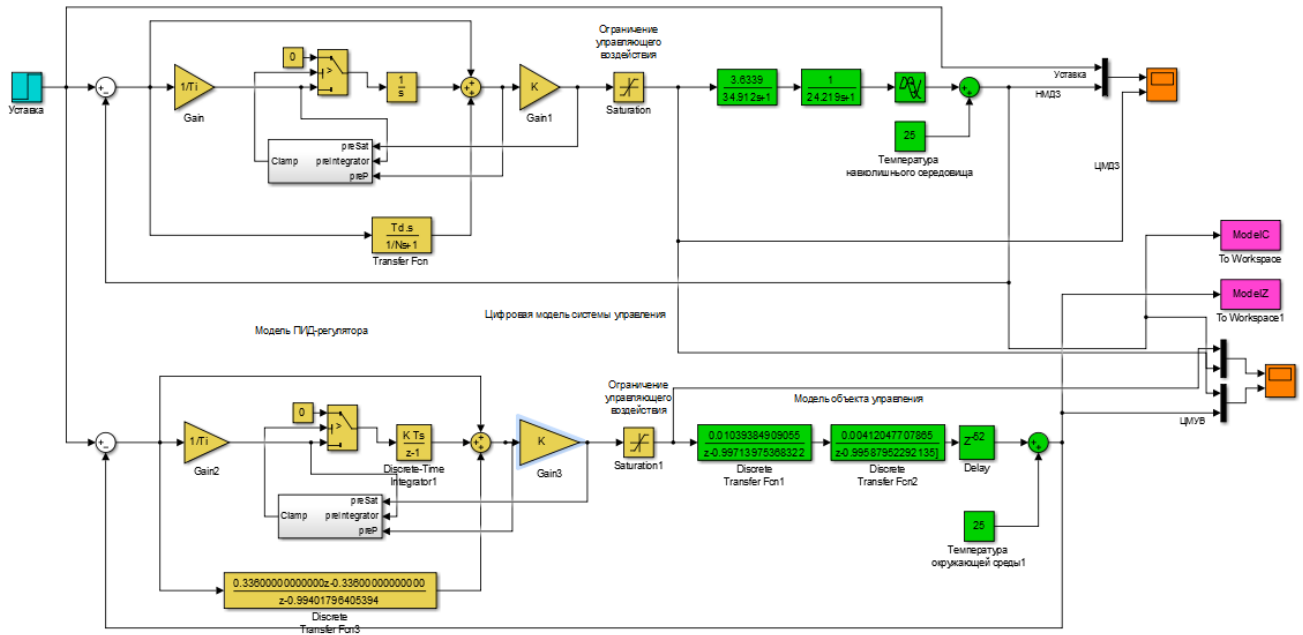 Уставка
1/Ti
Gain
0
>
1
s
K
Gain1
Ограничение
управляющего
воздействия
Saturation
3.6339
34.912s+1
1
24.219s+1
25
Температура
навколишнього середовища
Уставка
НМДЗ
ЦМДЗ
Clamp
preSat
preIntegrator
preP
Td.s
1/Ns+1
Transfer Fcn
ModelC
To Workspace
ModelZ
To Workspace1
Модель ПИД-регулятора
Цифровая модель системы управления
1/Ti
Gain2
0
>
K Ts
z-1
Discrete-Time
Integrator1
K
Gain3
Ограничение
управляющего
воздействия
Saturation1
Модель объекта управления
0.01039384909055
z-0.99713975368322
Discrete
Transfer Fcn1
0.00412047707865
z-0.99587952292135]
Discrete
Transfer Fcn2
Z-62
Delay
25
Температура
окружающей среды1
ЦМУВ
Clamp
preSat
preIntegrator
preP
0.33600000000000z-0.33600000000000
z-0.99401796405394
Discrete
Transfer Fcn3